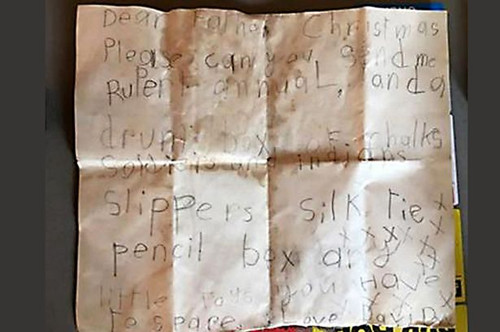 Dear Father Christmas
Please can you send me
Rupert annual, and a
drum, box of chalks
Soldiers and indians
slippers silk tie x
pencil box any x x x x x x
little toys you have x
to spare. Love David x x x